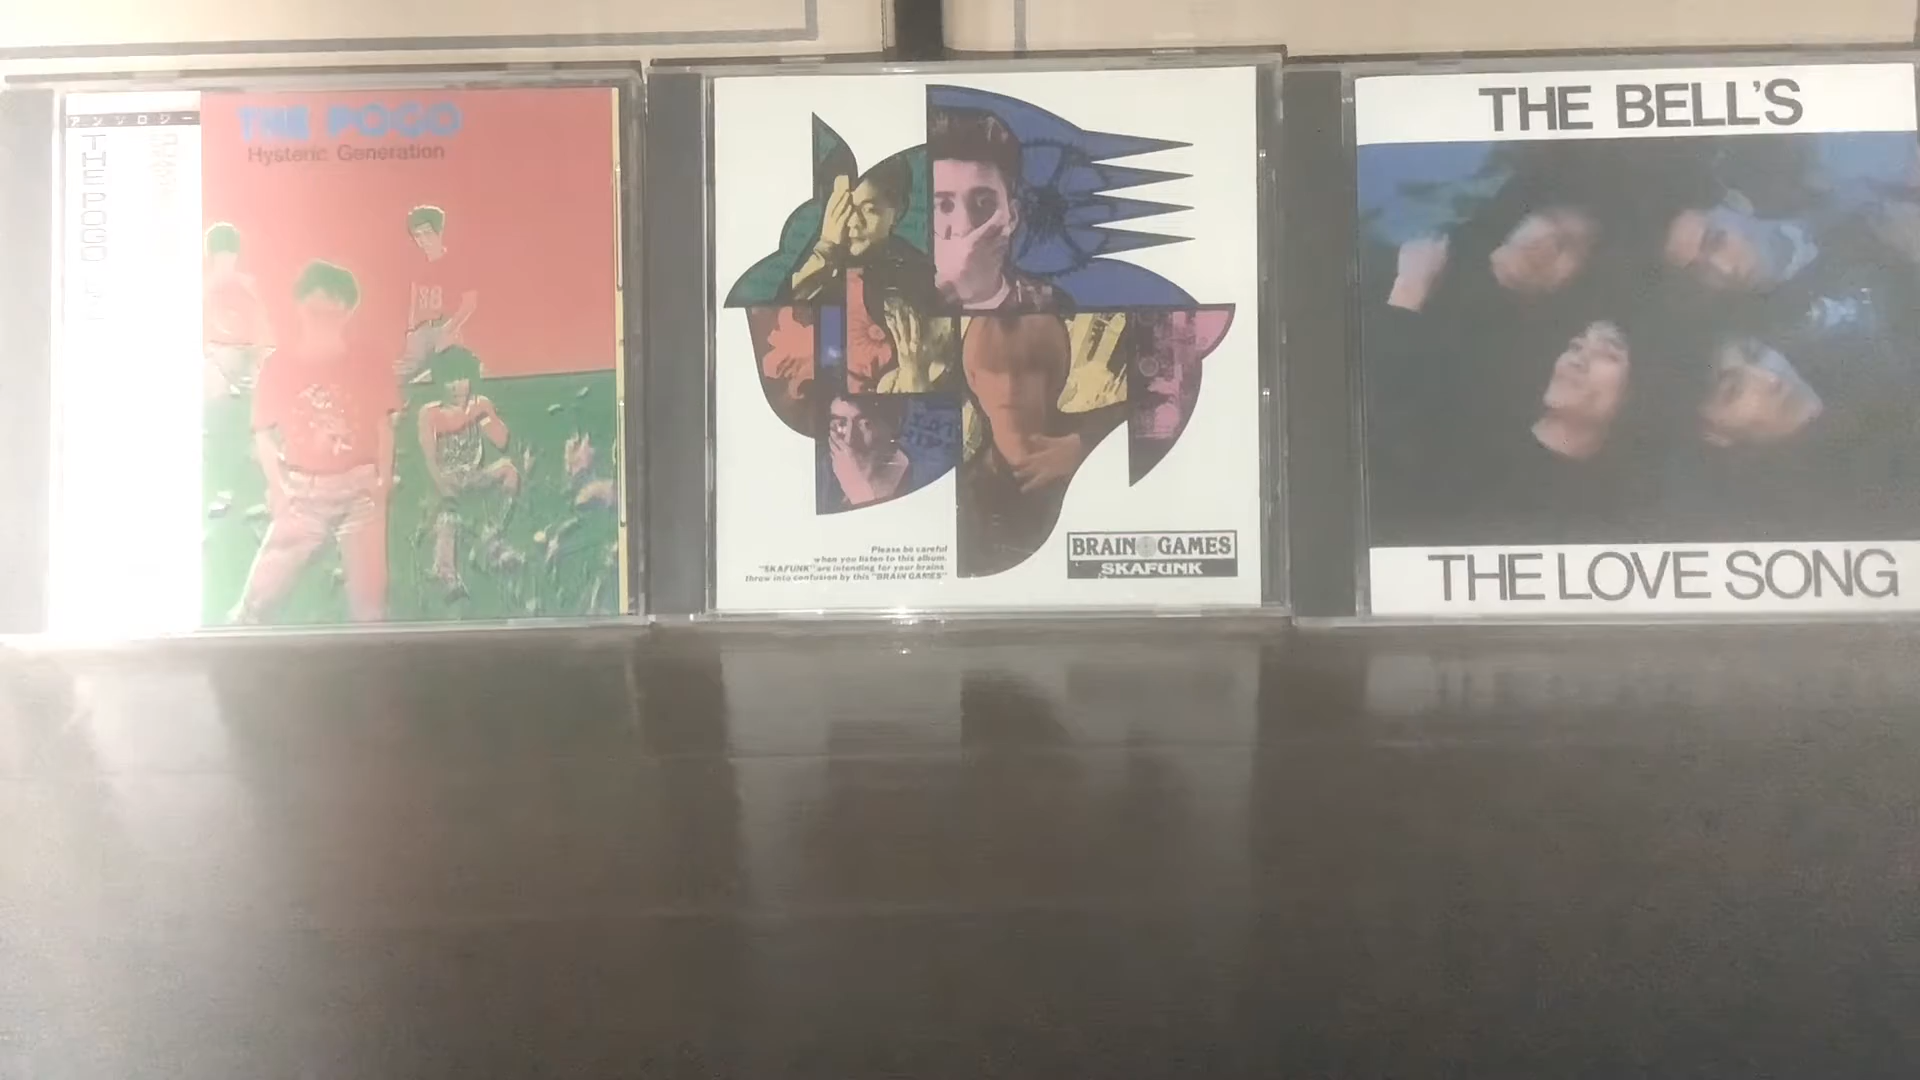 アンソロジー
THE POGO
THE POGO
Hysteric Generation
Please be careful
when you listen to this album.
"SKAFUNK" are intending for your brains
throw into confusion by this "BRAIN GAMES"
BRAIN GAMES
SKAFUNK
THE BELL'S
THE LOVE SONG